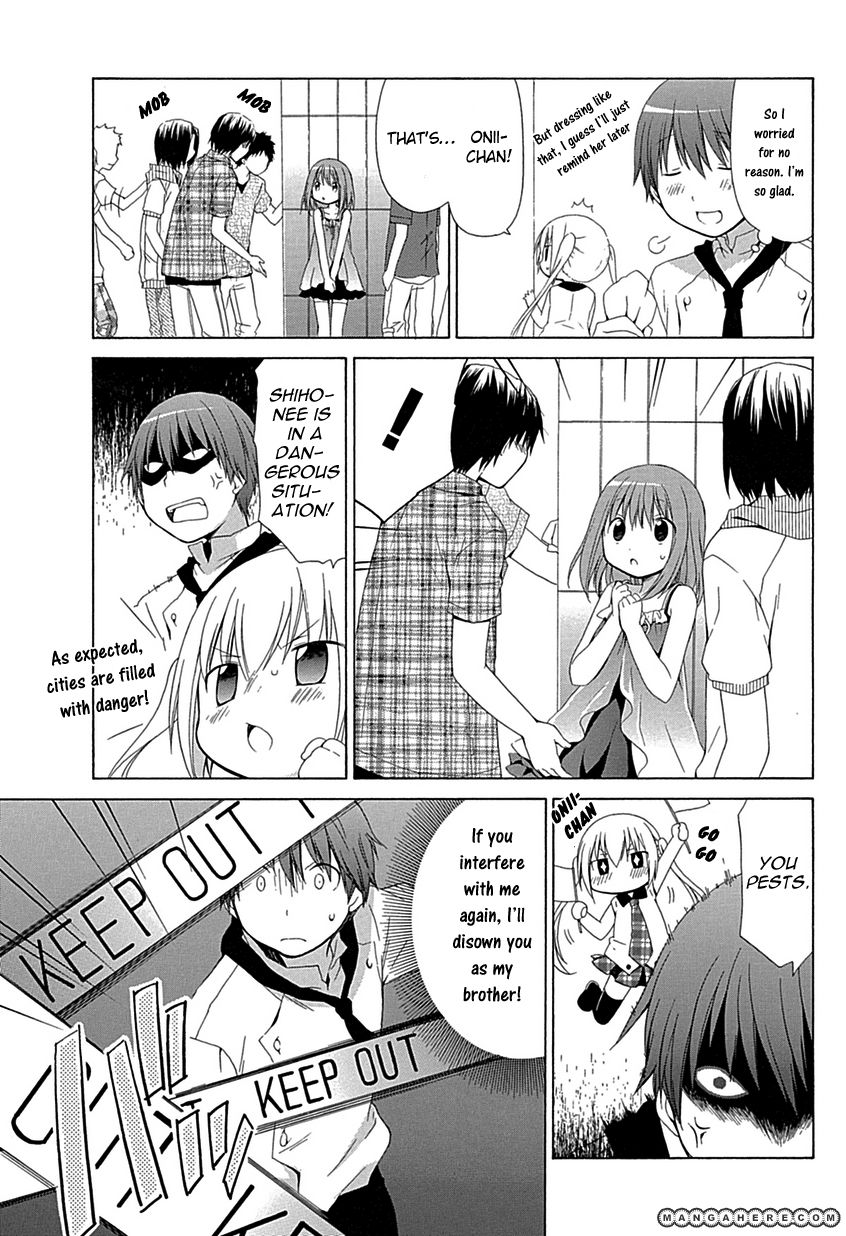 So I
worried
for no
reason. I'm
so glad.
But dressing like
that, I guess I'll just
remind her later
THAT'S... ONII-
CHAN!
MOB
MOB
!
SHIHO-
NEE IS
IN A
DAN-
GEROUS
SITU-
ATION!
As expected,
cities are filled
with danger!
YOU
PESTS.
GO
GO
ONII-
CHAN
If you
interfere
with me
again, I'll
disown you
as my
brother!
KEEP OUT
KEEP OUT
MANGAHERE.COM